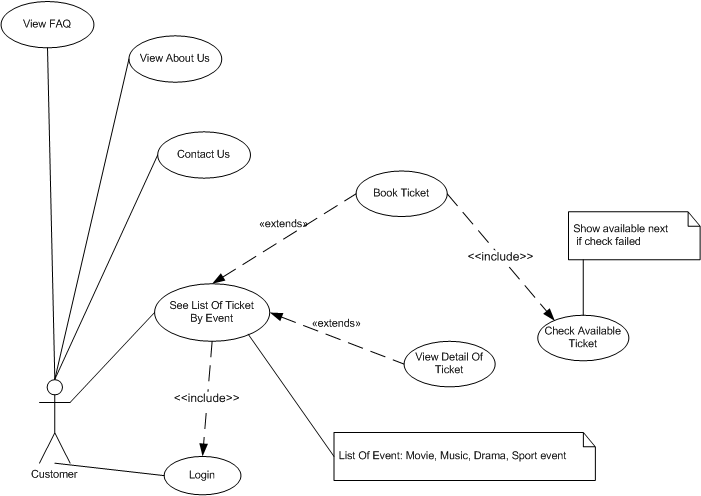 View FAQ
View About Us
Contact Us
Book Ticket
«extends»
Show available next
if check failed
<<include>>
See List Of Ticket
By Event
«extends»
Check Available
Ticket
View Detail Of
Ticket
<<include>>
List Of Event: Movie, Music, Drama, Sport event
Customer
Login